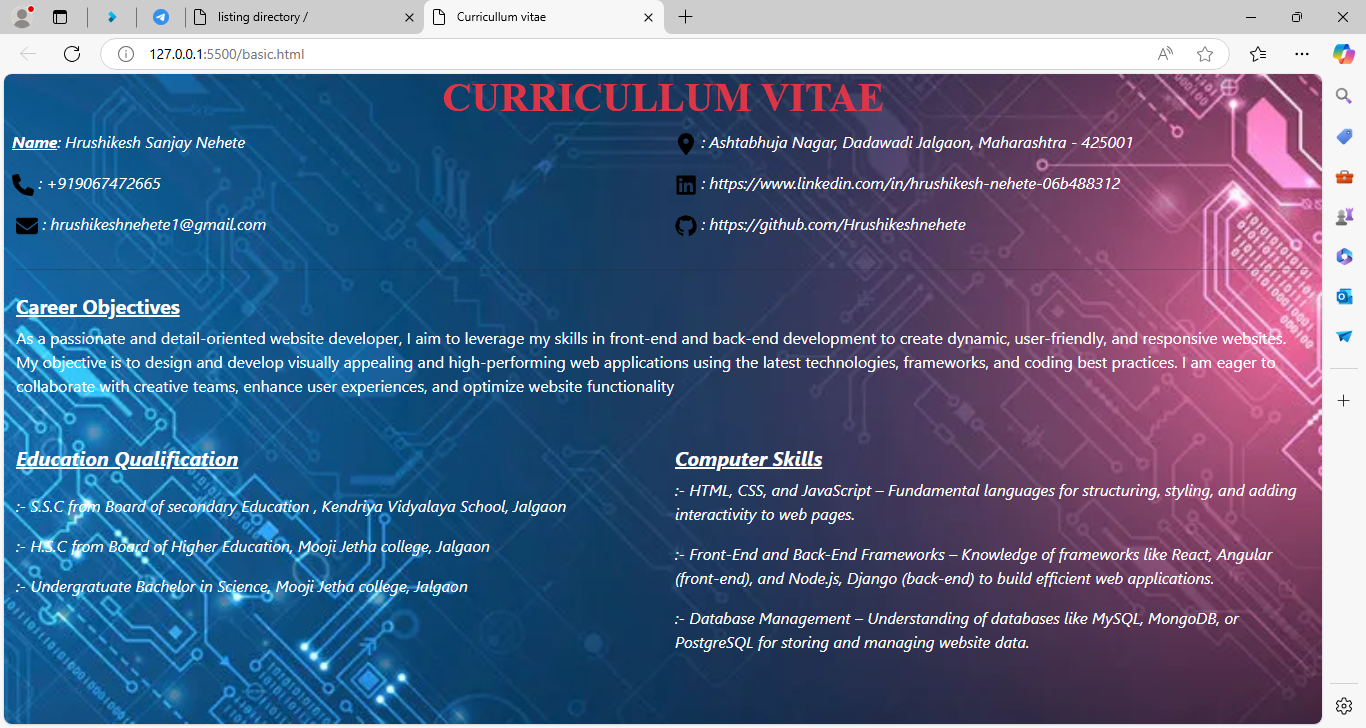 listing directory /
Curricullum vitae
127.0.0.1:5500/basic.html
CURRICULLUM VITAE
Name: Hrushikesh Sanjay Nehete
: Ashtabhuja Nagar, Dadawadi Jalgaon, Maharashtra - 425001
: +919067472665
: https://www.linkedin.com/in/hrushikesh-nehete-06b488312
: hrushikeshnehete1@gmail.com
: https://github.com/Hrushikeshnehete
Career Objectives
As a passionate and detail-oriented website developer, I aim to leverage my skills in front-end and back-end development to create dynamic, user-friendly, and responsive websites.
My objective is to design and develop visually appealing and high-performing web applications using the latest technologies, frameworks, and coding best practices. I am eager to
collaborate with creative teams, enhance user experiences, and optimize website functionality
Education Qualification
:- S.S.C from Board of secondary Education , Kendriya Vidyalaya School, Jalgaon
:- H.S.C from Board of Higher Education, Mooji Jetha college, Jalgaon
:- Undergratuate Bachelor in Science, Mooji Jetha college, Jalgaon
Computer Skills
:- HTML, CSS, and JavaScript – Fundamental languages for structuring, styling, and adding
interactivity to web pages.
:- Front-End and Back-End Frameworks – Knowledge of frameworks like React, Angular
(front-end), and Node.js, Django (back-end) to build efficient web applications.
:- Database Management – Understanding of databases like MySQL, MongoDB, or
PostgreSQL for storing and managing website data.